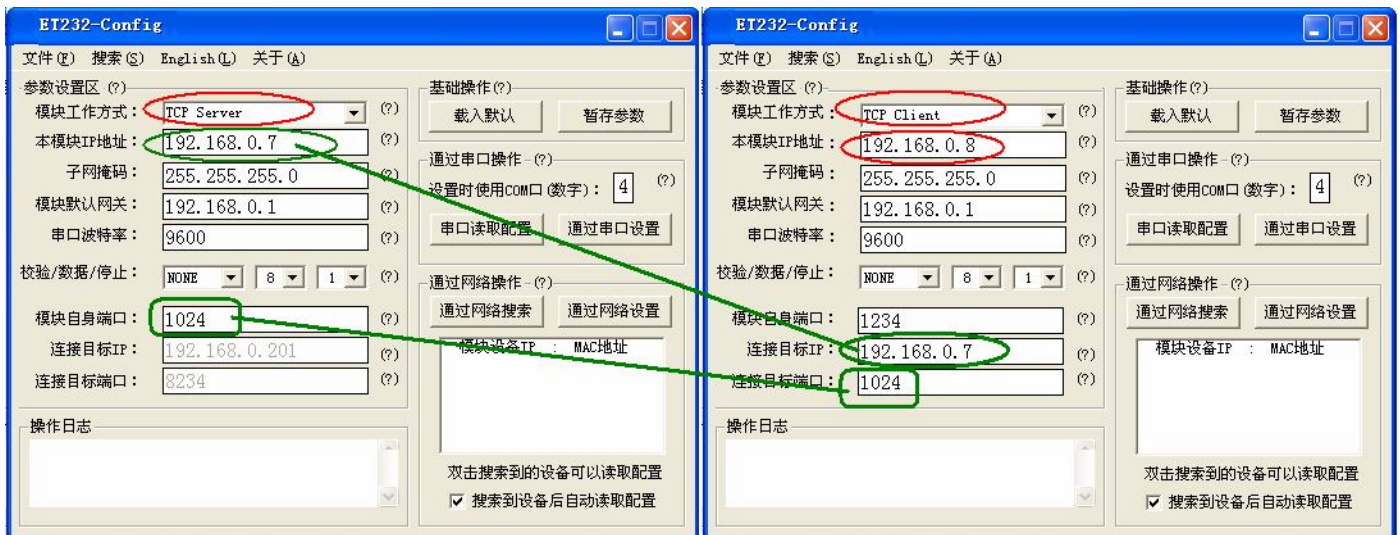 ET232-Config
文件(F) 搜索(S) English(L) 关于(A)
参数设置区 (?)
模块工作方式： TCP Server (?)
本模块IP地址： 192.168.0.7 (?)
子网掩码： 255.255.255.0 (?)
模块默认网关： 192.168.0.1 (?)
串口波特率： 9600 (?)
校验/数据/停止： NONE 8 1 (?)
模块自身端口： 1024 (?)
连接目标IP： 192.168.0.201 (?)
连接目标端口： 8234 (?)
操作日志
基础操作(?)
载入默认 暂存参数
通过串口操作-(?)
设置时使用COM口(数字)： 4 (?)
串口读取配置 通过串口设置
通过网络操作-(?)
通过网络搜索 通过网络设置
模块设备IP : MAC地址
双击搜索到的设备可以读取配置
搜索到设备后自动读取配置
ET232-Config
文件(F) 搜索(S) English(L) 关于(A)
参数设置区 (?)
模块工作方式： TCP Client (?)
本模块IP地址： 192.168.0.8 (?)
子网掩码： 255.255.255.0 (?)
模块默认网关： 192.168.0.1 (?)
串口波特率： 9600 (?)
校验/数据/停止： NONE 8 1 (?)
模块自身端口： 1234 (?)
连接目标IP： 192.168.0.7 (?)
连接目标端口： 1024 (?)
操作日志
基础操作(?)
载入默认 暂存参数
通过串口操作-(?)
设置时使用COM口(数字)： 4 (?)
串口读取配置 通过串口设置
通过网络操作-(?)
通过网络搜索 通过网络设置
模块设备IP : MAC地址
双击搜索到的设备可以读取配置
搜索到设备后自动读取配置